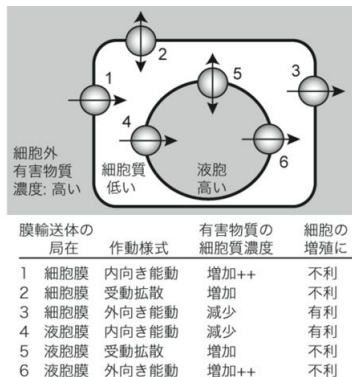 1
2
3
4
5
6
細胞外
有害物質
濃度: 高い
細胞質
低い
液胞
高い
膜輸送体の 有害物質の 細胞の
局在 作動様式 細胞質濃度 増殖に
1 細胞膜 内向き能動 増加++ 不利
2 細胞膜 受動拡散 増加 不利
3 細胞膜 外向き能動 減少 有利
4 液胞膜 内向き能動 減少 有利
5 液胞膜 受動拡散 増加 不利
6 液胞膜 外向き能動 増加++ 不利